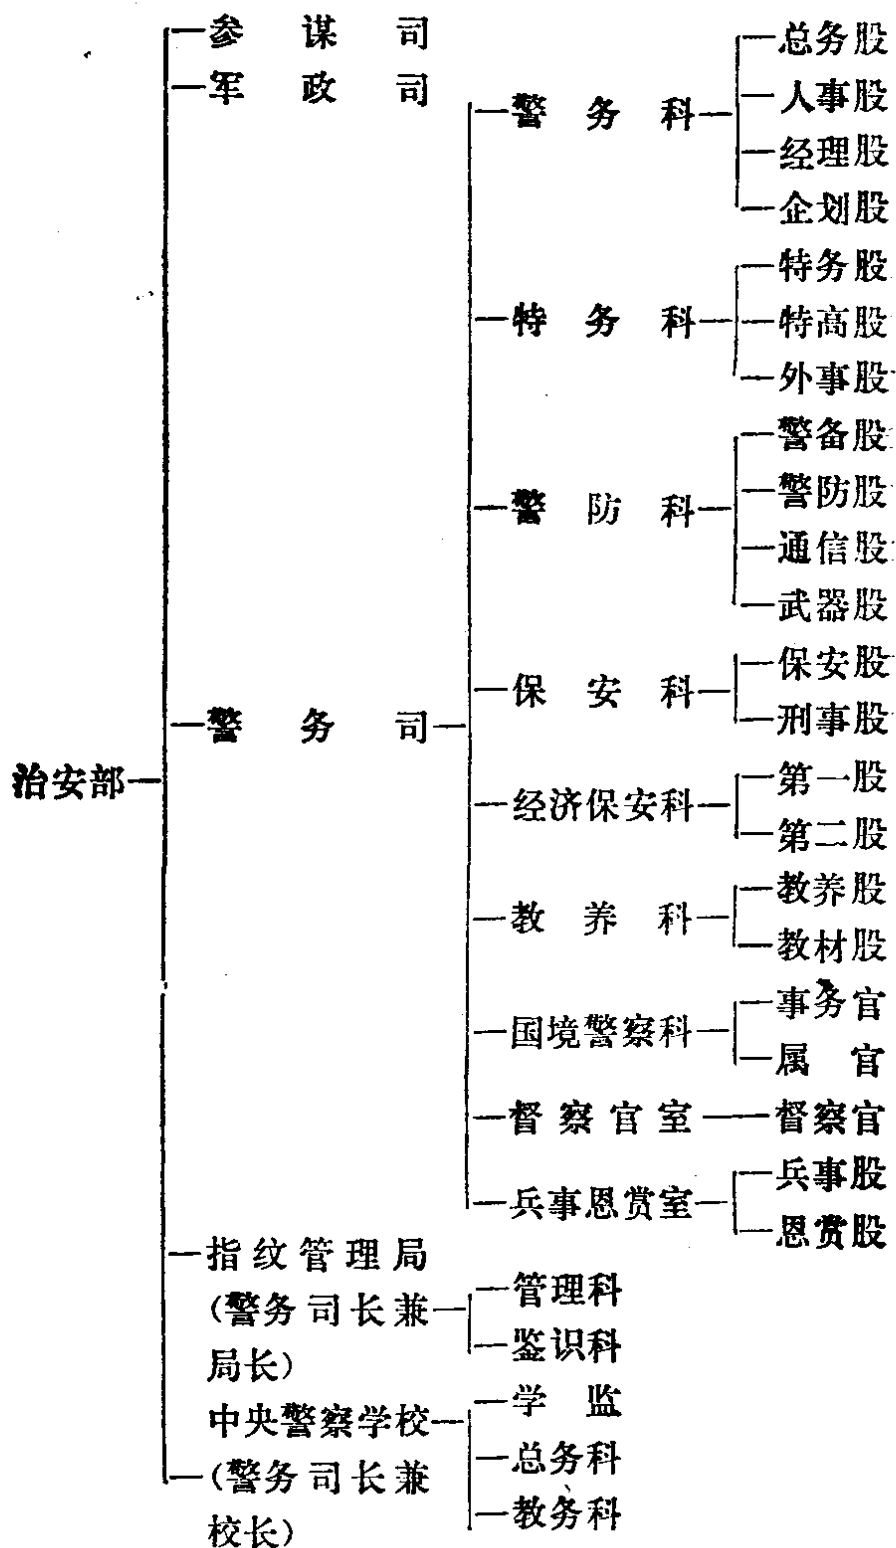 治安部
参谋司
军政司
警务司
警务科
总务股
人事股
经理股
企划股
特务科
特务股
特高股
外事股
警防科
警备股
警防股
通信股
武器股
保安科
保安股
刑事股
经济保安科
第一股
第二股
教养科
教养股
教材股
国境警察科
事务官
属官
督察官室
督察官
兵事恩赏室
兵事股
恩赏股
指纹管理局
(警务司长兼
局长)
管理科
鉴识科
中央警察学校
(警务司长兼
校长)
学监
总务科
教务科